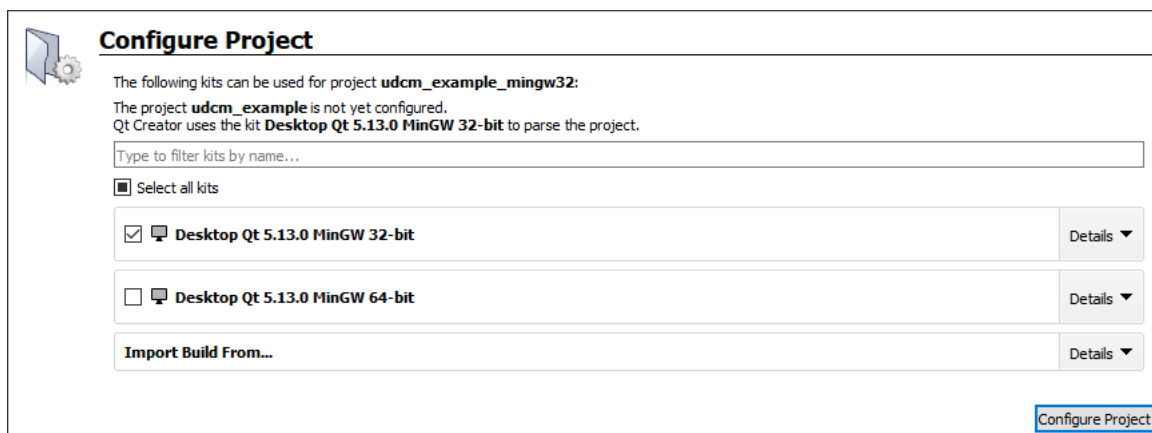 Configure Project
The following kits can be used for project udcm_example_mingw32:
The project udcm_example is not yet configured.
Qt Creator uses the kit Desktop Qt 5.13.0 MinGW 32-bit to parse the project.
Type to filter kits by name...
Select all kits
Desktop Qt 5.13.0 MinGW 32-bit
Details
Desktop Qt 5.13.0 MinGW 64-bit
Details
Import Build From...
Details
Configure Project